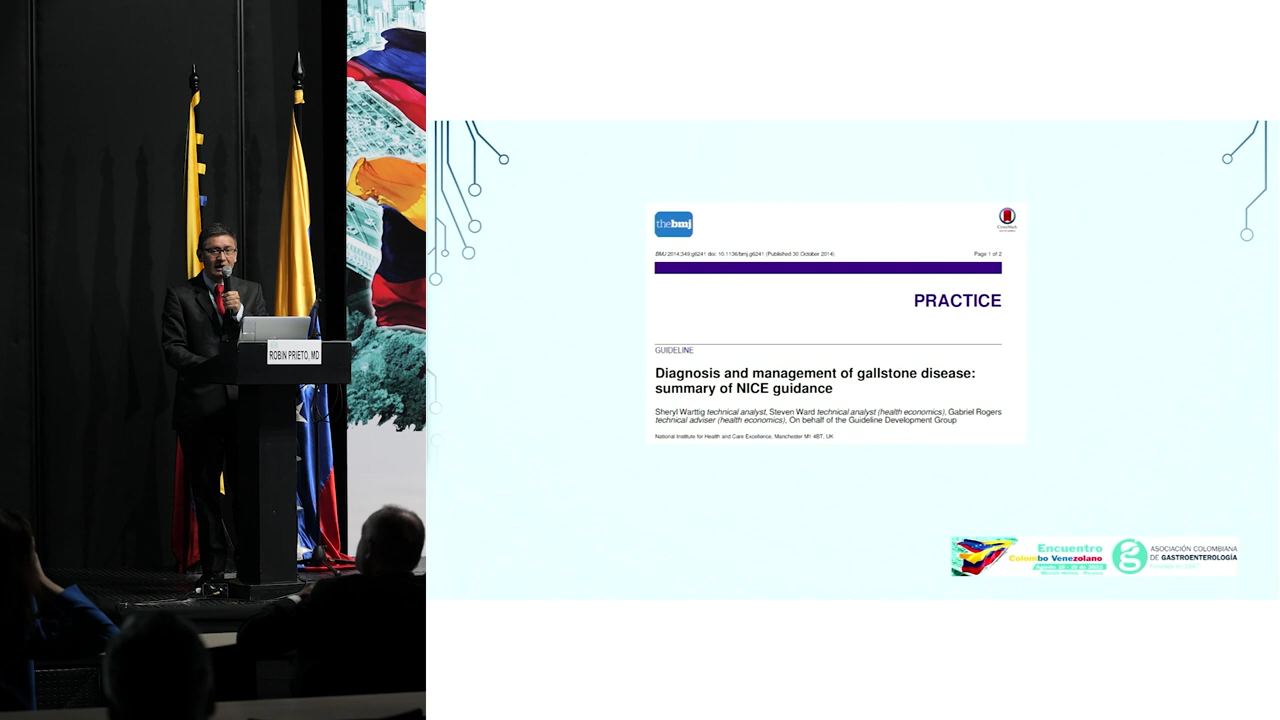 ROBIN PRIETO, MD
thebmj
CrossMark
BMJ 2014;349:g6241 doi: 10.1136/bmj.g6241 (Published 30 October 2014)
Page 1 of 2
PRACTICE
GUIDELINE
Diagnosis and management of gallstone disease:
summary of NICE guidance
Sheryl Warttig technical analyst, Steven Ward technical analyst (health economics), Gabriel Rogers
technical adviser (health economics), On behalf of the Guideline Development Group
National Institute for Health and Care Excellence, Manchester M1 4BT, UK
Encuentro
Colombo Venezolano
g
ASOCIACIÓN COLOMBIANA
DE GASTROENTEROLOGÍA